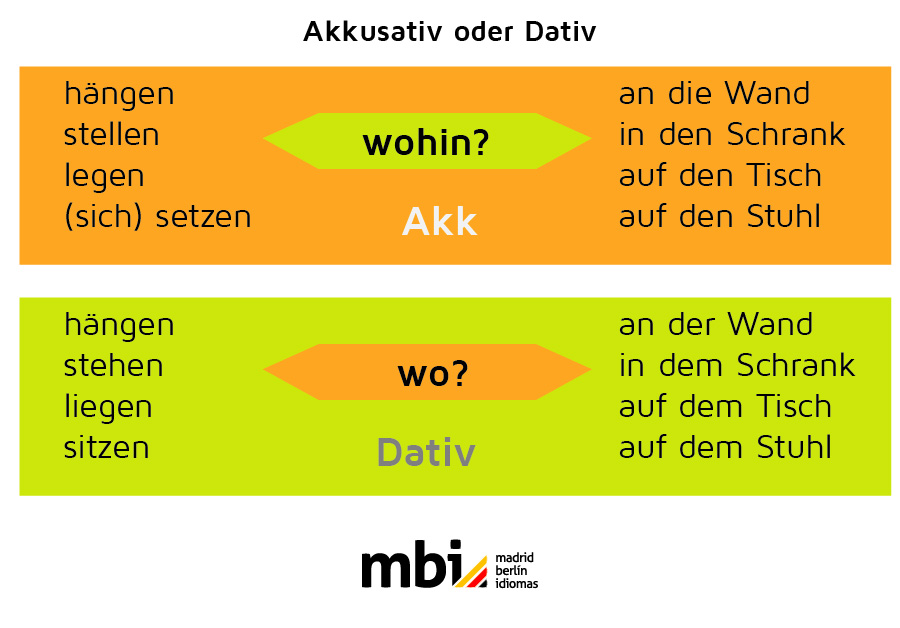 Akkusativ oder Dativ
hängen
stellen
legen
(sich) setzen
wohin?
Akk
an die Wand
in den Schrank
auf den Tisch
auf den Stuhl
hängen
stehen
liegen
sitzen
wo?
Dativ
an der Wand
in dem Schrank
auf dem Tisch
auf dem Stuhl
mbi
madrid
berlín
idiomas